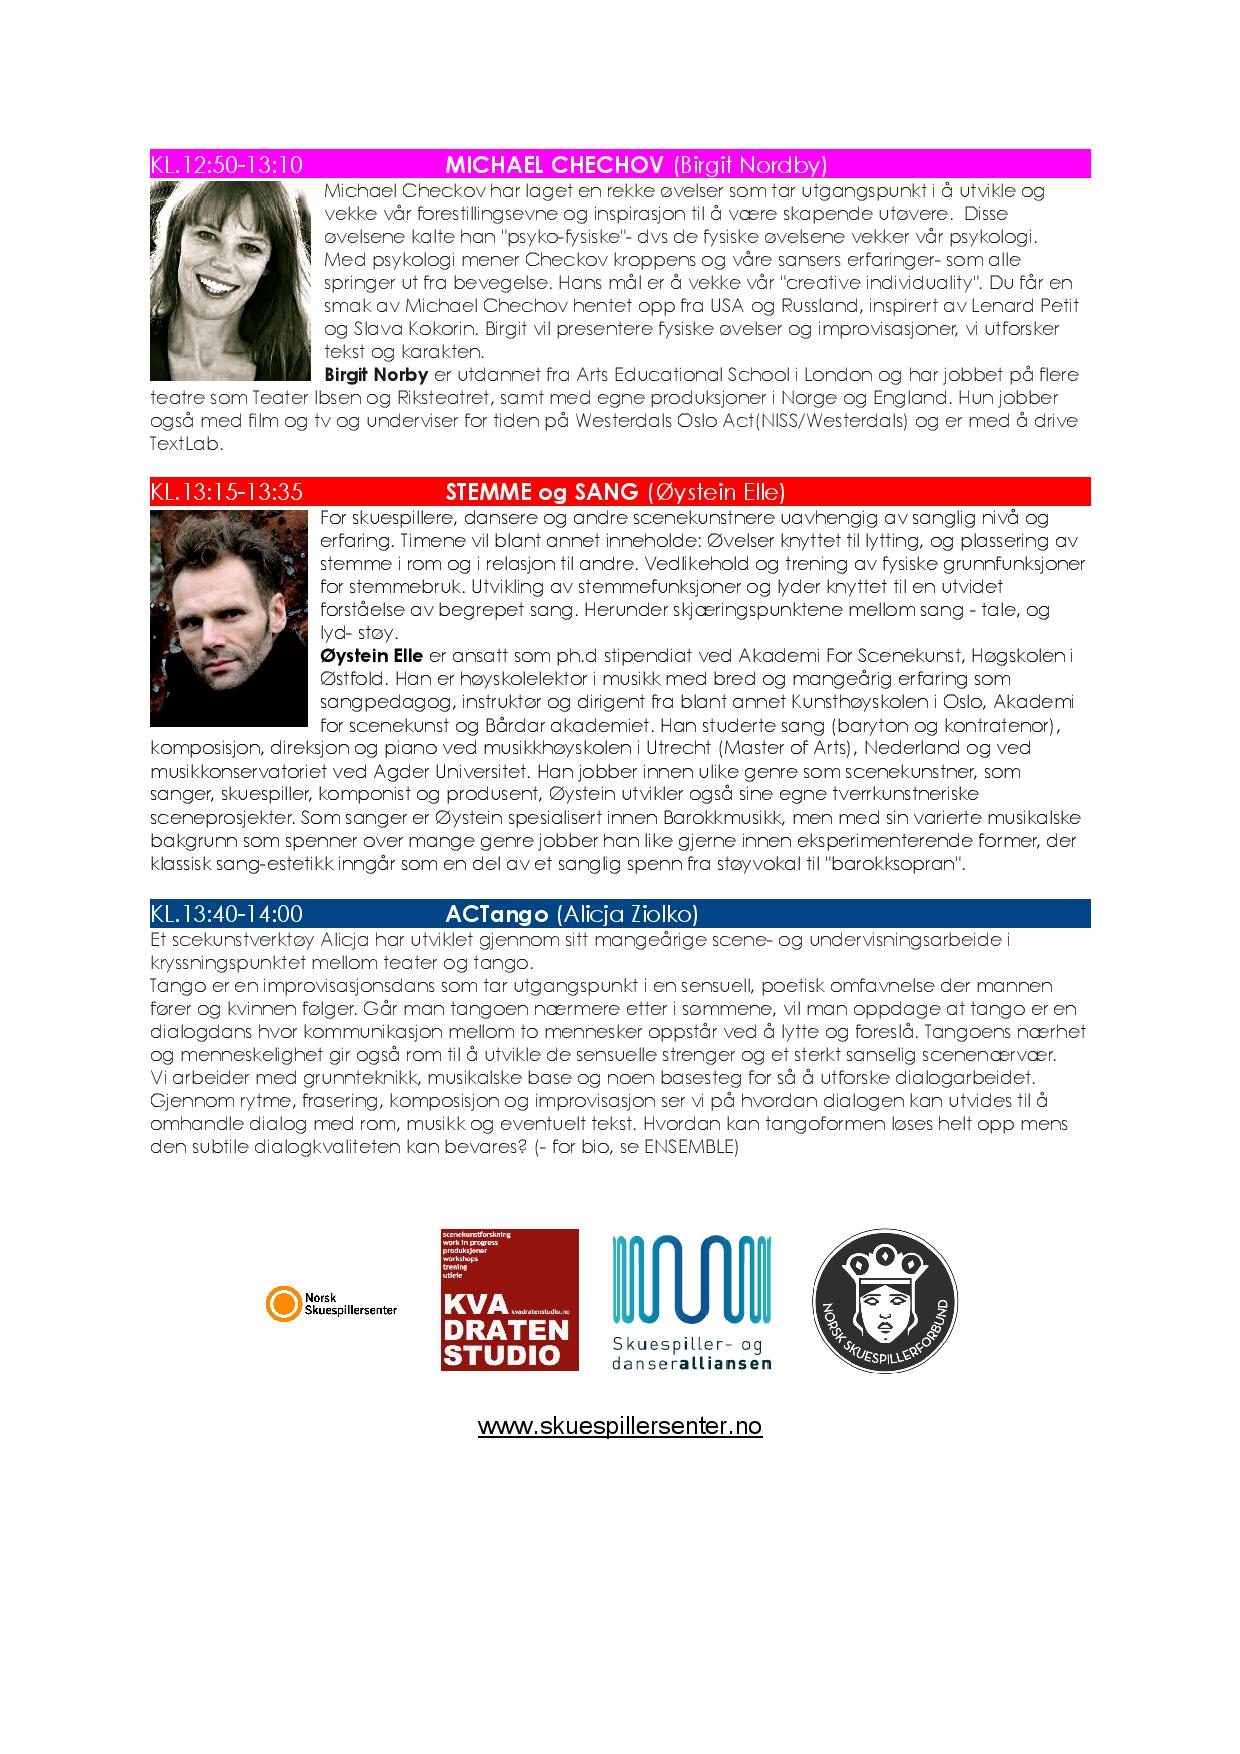 KL.12:50-13:10 MICHAEL CHECHOV (Birgit Nordby)
Michael Checkov har laget en rekke øvelser som tar utgangspunkt i å utvikle og
vekke vår forestillingsevne og inspirasjon til å være skapende utøvere.  Disse
øvelsene kalte han "psyko-fysiske"- dvs de fysiske øvelsene vekker vår psykologi.
Med psykologi mener Checkov kroppens og våre sansers erfaringer- som alle
springer ut fra bevegelse. Hans mål er å vekke vår "creative individuality". Du får en
smak av Michael Chechov hentet opp fra USA og Russland, inspirert av Lenard Petit
og Slava Kokorin. Birgit vil presentere fysiske øvelser og improvisasjoner, vi utforsker
tekst og karakten.
Birgit Norby er utdannet fra Arts Educational School i London og har jobbet på flere
teatre som Teater Ibsen og Riksteatret, samt med egne produksjoner i Norge og England. Hun jobber
også med film og tv og underviser for tiden på Westerdals Oslo Act(NISS/Westerdals) og er med å drive
TextLab.
KL.13:15-13:35 STEMME og SANG (Øystein Elle)
For skuespillere, dansere og andre scenekunstnere uavhengig av sanglig nivå og
erfaring. Timene vil blant annet inneholde: Øvelser knyttet til lytting, og plassering av
stemme i rom og i relasjon til andre. Vedlikehold og trening av fysiske grunnfunksjoner
for stemmebruk. Utvikling av stemmefunksjoner og lyder knyttet til en utvidet
forståelse av begrepet sang. Herunder skjæringspunktene mellom sang - tale, og
lyd- støy.
Øystein Elle er ansatt som ph.d stipendiat ved Akademi For Scenekunst, Høgskolen i
Østfold. Han er høyskolelektor i musikk med bred og mangeårig erfaring som
sangpedagog, instruktør og dirigent fra blant annet Kunsthøyskolen i Oslo, Akademi
for scenekunst og Bårdar akademiet. Han studerte sang (baryton og kontratenor),
komposisjon, direksjon og piano ved musikkhøyskolen i Utrecht (Master of Arts), Nederland og ved
musikkonservatoriet ved Agder Universitet. Han jobber innen ulike genre som scenekunstner, som
sanger, skuespiller, komponist og produsent, Øystein utvikler også sine egne tverrkunstneriske
sceneprosjekter. Som sanger er Øystein spesialisert innen Barokkmusikk, men med sin varierte musikalske
bakgrunn som spenner over mange genre jobber han like gjerne innen eksperimenterende former, der
klassisk sang-estetikk inngår som en del av et sanglig spenn fra støyvokal til "barokksopran".
KL.13:40-14:00 ACTango (Alicja Ziolko)
Et scekunstverktøy Alicja har utviklet gjennom sitt mangeårige scene- og undervisningsarbeide i
kryssningspunktet mellom teater og tango.
Tango er en improvisasjonsdans som tar utgangspunkt i en sensuell, poetisk omfavnelse der mannen
fører og kvinnen følger. Går man tangoen nærmere etter i sømmene, vil man oppdage at tango er en
dialogdans hvor kommunikasjon mellom to mennesker oppstår ved å lytte og foreslå. Tangoens nærhet
og menneskelighet gir også rom til å utvikle de sensuelle strenger og et sterkt sanselig scenenærvær.
Vi arbeider med grunnteknikk, musikalske base og noen basesteg for så å utforske dialogarbeidet.
Gjennom rytme, frasering, komposisjon og improvisasjon ser vi på hvordan dialogen kan utvides til å
omhandle dialog med rom, musikk og eventuelt tekst. Hvordan kan tangoformen løses helt opp mens
den subtile dialogkvaliteten kan bevares? (- for bio, se ENSEMBLE)
Norsk
Skuespillersenter
scenekunstforskning
work in progress
produksjoner
workshops
trening
utleie
KVA kvadratenstudio.no
DRATEN
STUDIO
Skuespiller- og
danseralliansen
NORSK SKUESPILLERFORBUND
www.skuespillersenter.no